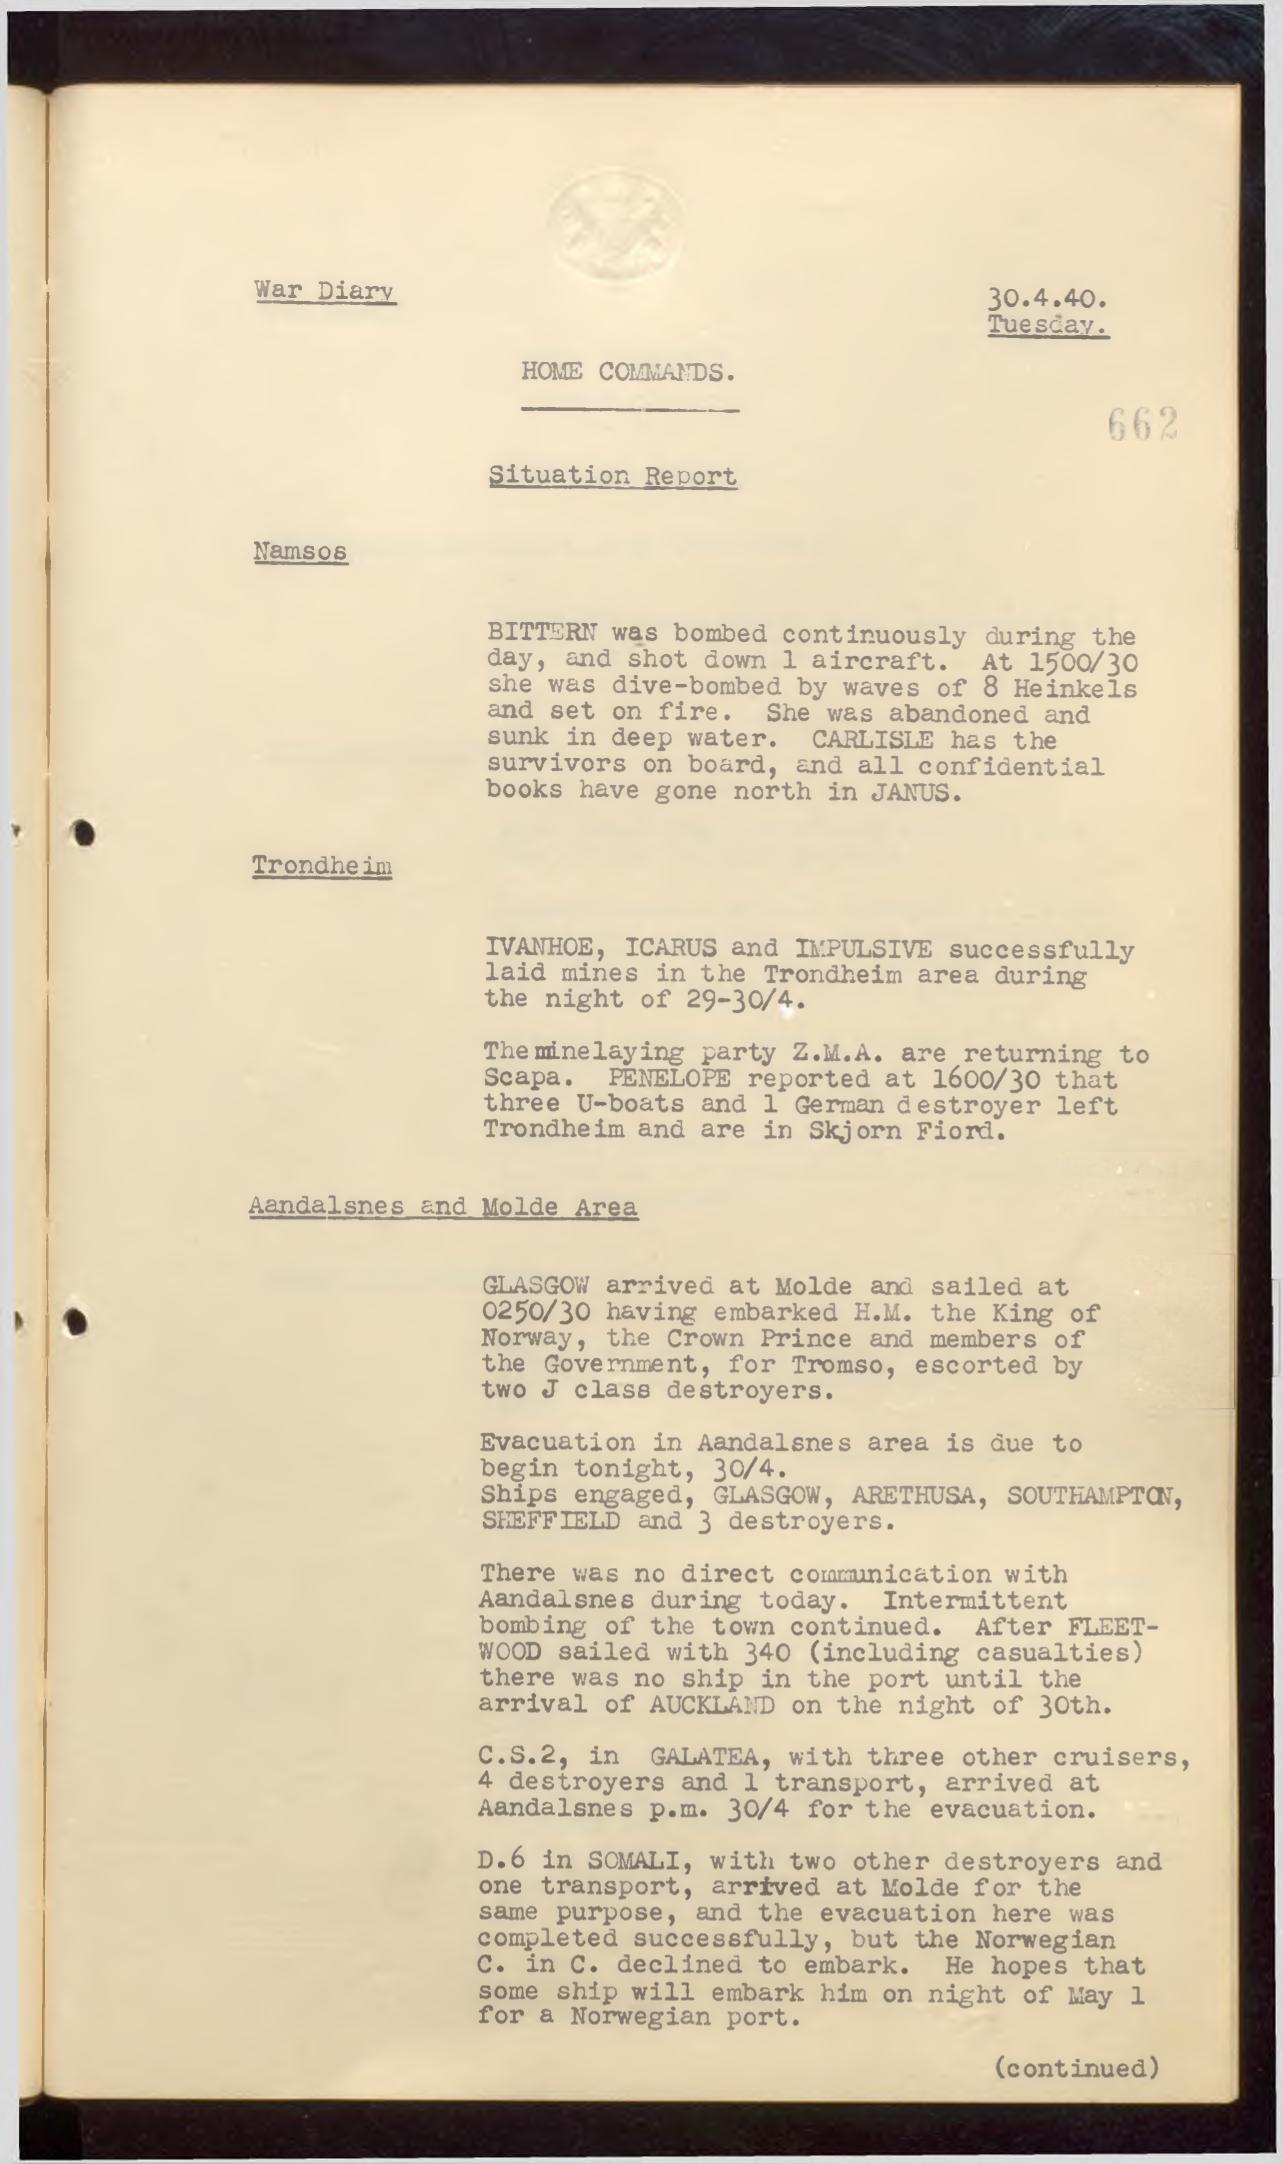 War Diary
30.4.40.
Tuesday.
HOME COMMANDS.
662
Situation Report
Namsos
BITTERN was bombed continuously during the
day, and shot down 1 aircraft. At 1500/30
she was dive-bombed by waves of 8 Heinkels
and set on fire. She was abandoned and
sunk in deep water. CARLISLE has the
survivors on board, and all confidential
books have gone north in JANUS.
Trondheim
IVANHOE, ICARUS and IMPULSIVE successfully
laid mines in the Trondheim area during
the night of 29-30/4.
The minelaying party Z.M.A. are returning to
Scapa. PENELOPE reported at 1600/30 that
three U-boats and 1 German destroyer left
Trondheim and are in Skjorn Fiord.
Aandalsnes and Molde Area
GLASGOW arrived at Molde and sailed at
0250/30 having embarked H.M. the King of
Norway, the Crown Prince and members of
the Government, for Tromso, escorted by
two J class destroyers.
Evacuation in Aandalsnes area is due to
begin tonight, 30/4.
Ships engaged, GLASGOW, ARETHUSA, SOUTHAMPTON,
SHEFFIELD and 3 destroyers.
There was no direct communication with
Aandalsnes during today. Intermittent
bombing of the town continued. After FLEET-
WOOD sailed with 340 (including casualties)
there was no ship in the port until the
arrival of AUCKLAND on the night of 30th.
C.S.2, in GALATEA, with three other cruisers,
4 destroyers and 1 transport, arrived at
Aandalsnes p.m. 30/4 for the evacuation.
D.6 in SOMALI, with two other destroyers and
one transport, arrived at Molde for the
same purpose, and the evacuation here was
completed successfully, but the Norwegian
C. in C. declined to embark. He hopes that
some ship will embark him on night of May 1
for a Norwegian port.
(continued)